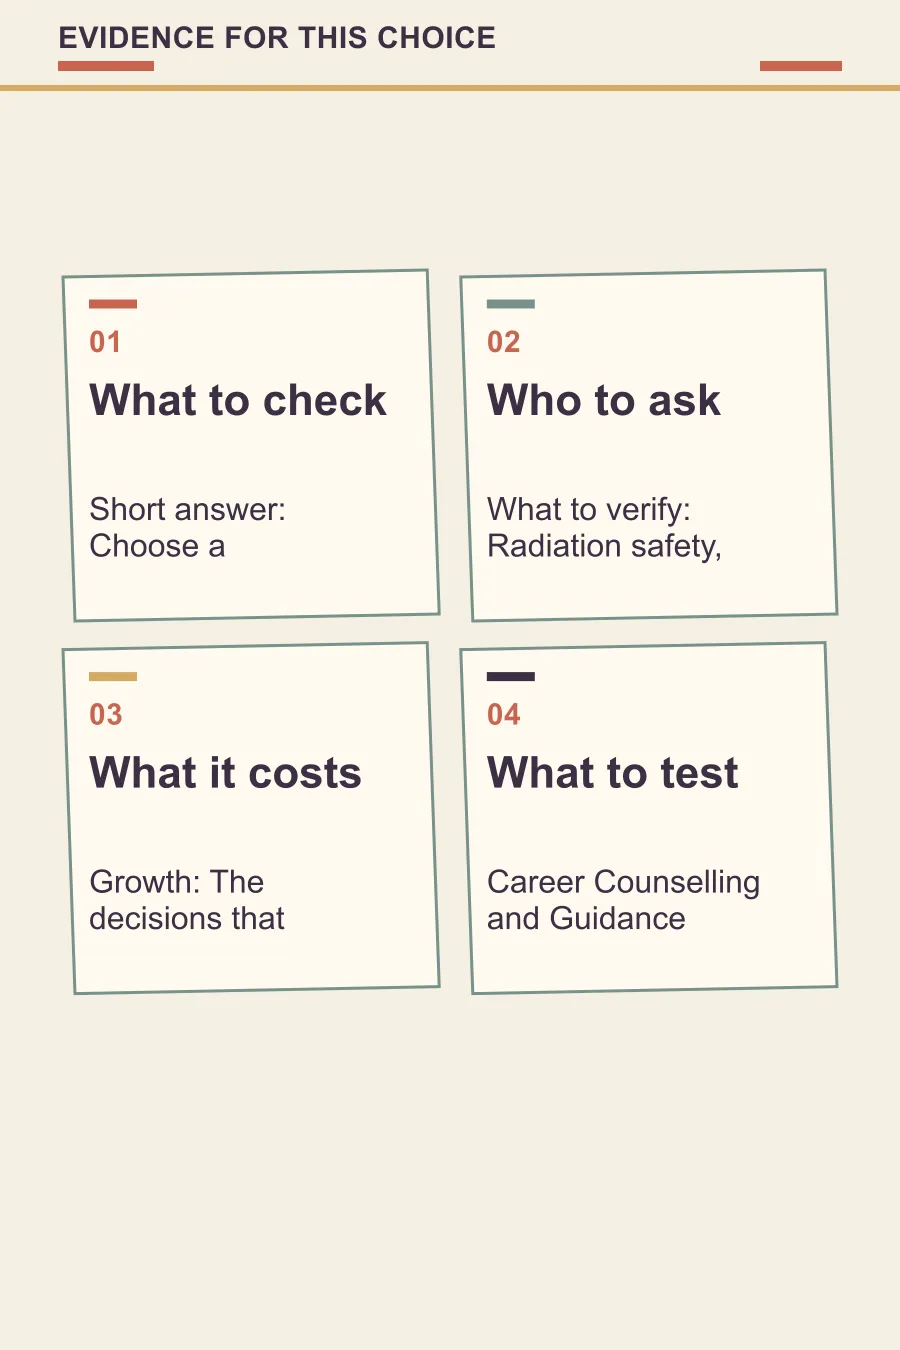 EVIDENCE FOR THIS CHOICE
01
What to check
Short answer:
Choose a
02
Who to ask
What to verify:
Radiation safety,
03
What it costs
Growth: The
decisions that
04
What to test
Career Counselling
and Guidance